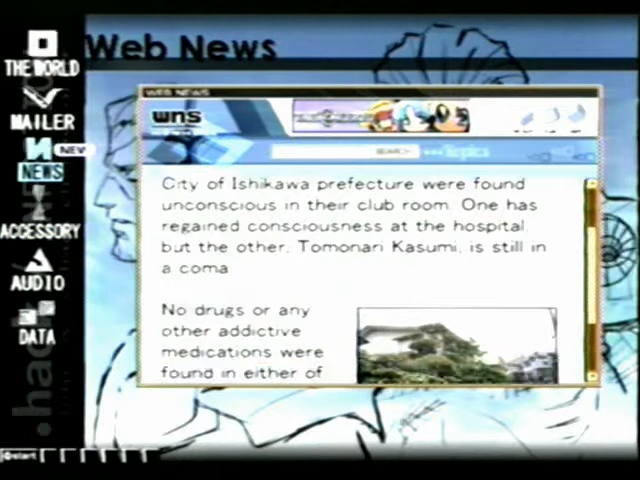 Web News
THE WORLD
MAILER
NEW
NEWS
ACCESSORY
AUDIO
DATA
WEB NEWS
wns
SEARCH
Topics
City of Ishikawa prefecture were found
unconscious in their club room. One has
regained consciousness at the hospital,
but the other, Tomonari Kasumi, is still in
a coma
No drugs or any
other addictive
medications were
found in either of
.hack
start